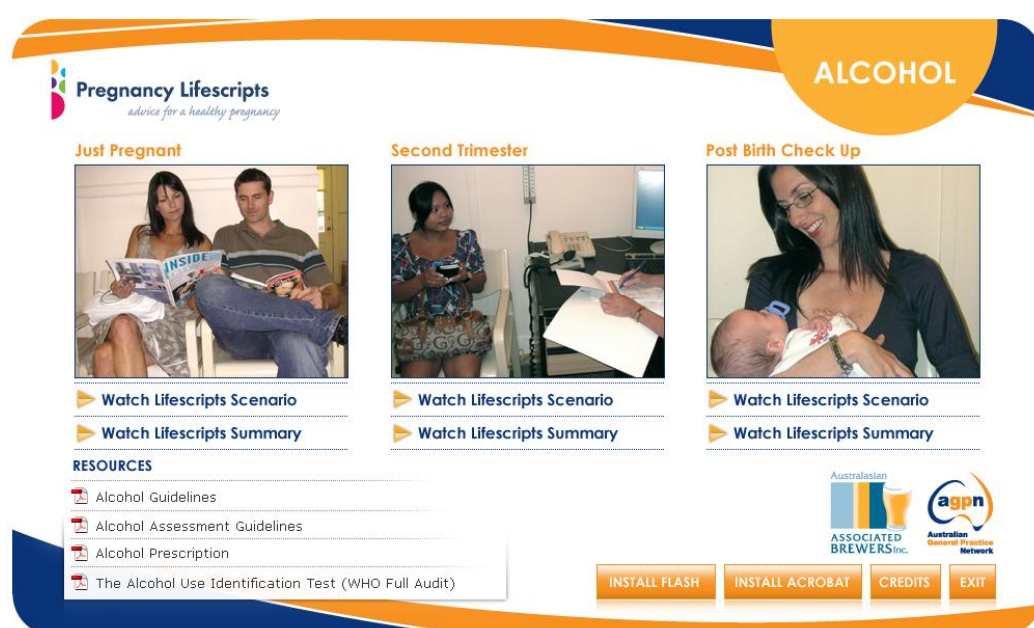 ALCOHOL
Pregnancy Lifescripts
advice for a healthy pregnancy
Just Pregnant
Second Trimester
Post Birth Check Up
INSIDE
Watch Lifescripts Scenario
Watch Lifescripts Scenario
Watch Lifescripts Scenario
Watch Lifescripts Summary
Watch Lifescripts Summary
Watch Lifescripts Summary
RESOURCES
Alcohol Guidelines
Alcohol Assessment Guidelines
Alcohol Prescription
The Alcohol Use Identification Test (WHO Full Audit)
Australasian
ASSOCIATED
BREWERS Inc.
agpn
Australian
General Practice
Network
INSTALL FLASH
INSTALL ACROBAT
CREDITS
EXIT